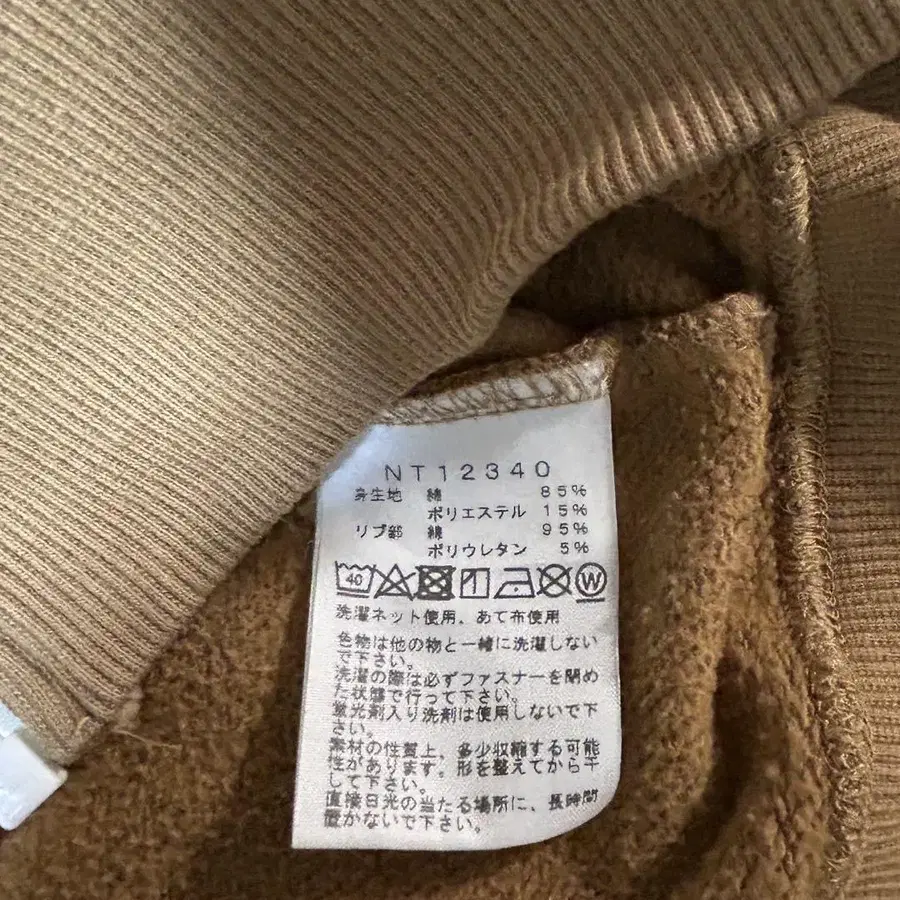 NT12340
身生地 綿 85%
ポリエステル 15%
リブ部 綿 95%
ポリウレタン 5%
40 W
洗濯ネット使用、あて布使用
色物は他の物と一緒に洗濯しない
で下さい。
洗濯の際は必ずファスナーを閉め
た状態で行って下さい。
蛍光剤入り洗剤は使用しないで下
さい。
素材の性質上、多少収縮する可能
性があります。形を整えてから干
して下さい。
直接日光の当たる場所に、長時間
置かないで下さい。